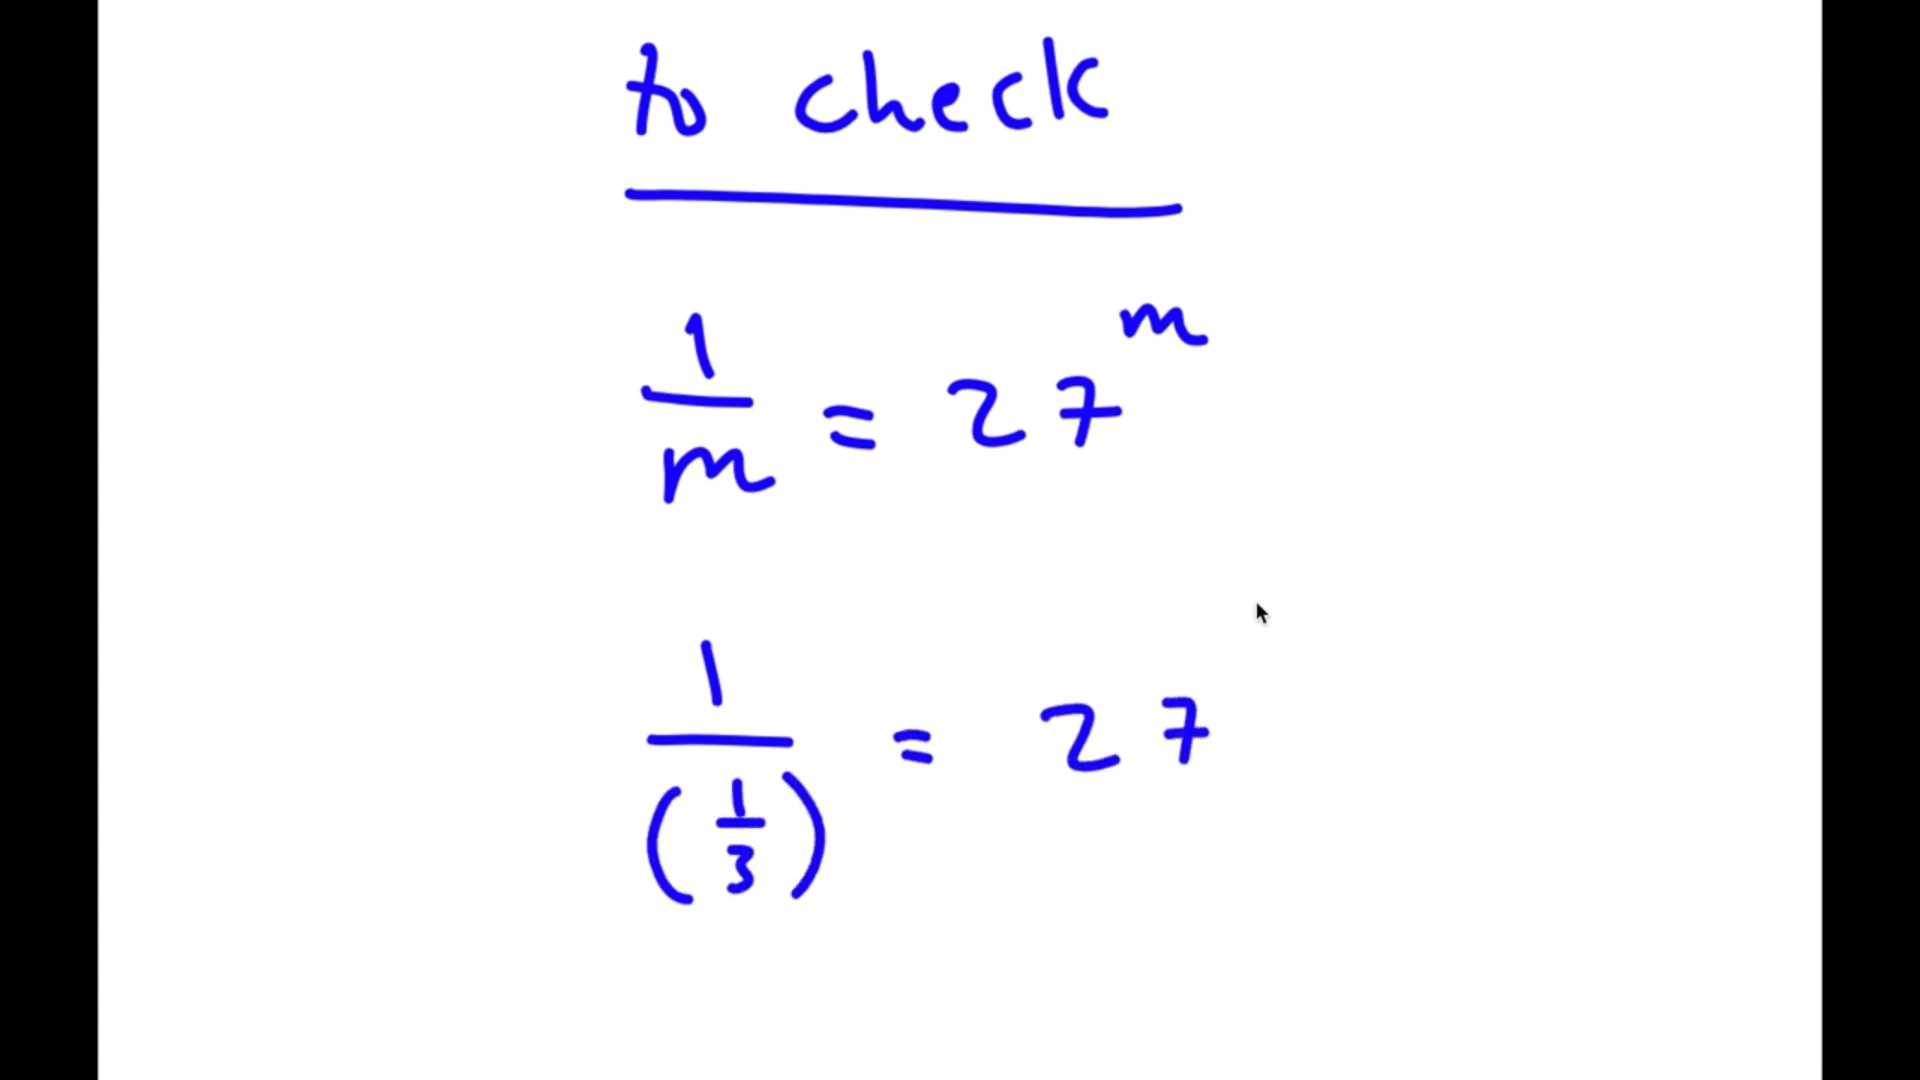 to check
1/m = 27^m
1/(1/3) = 27